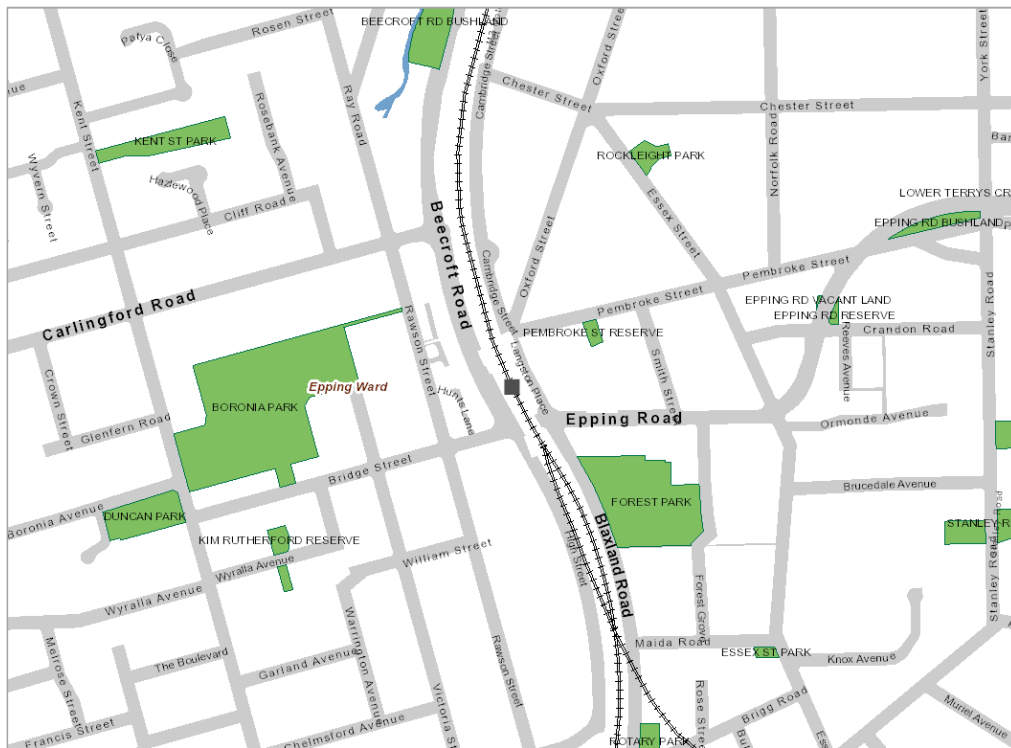 BEECROFT RD BUSHLAND
Rosen Street
Patya Close
Oxford Street
York Street
Cambridge Street
Kent Street
Ray Road
Chester Street
Chester Street
Rosebank Avenue
KENT ST PARK
Norfolk Road
ROCKLEIGHT PARK
Wyvern Street
Hazlewood Place
Essex Street
LOWER TERRYS CR
Cliff Road
Beecroft Road
EPPING RD BUSHLAND
Oxford Street
Cambridge Street
Pembroke Street
Carlingford Road
Pembroke Street
EPPING RD VACANT LAND
EPPING RD RESERVE
Crandon Road
Stanley Road
PEMBROKE ST RESERVE
Rawson Street
Langston Place
Smith Street
Reeves Avenue
Crown Street
Epping Ward
Hunts Lane
BORONIA PARK
Epping Road
Ormonde Avenue
Glenfern Road
Bridge Street
Brucedale Avenue
FOREST PARK
Boronia Avenue
DUNCAN PARK
Blaxland Road
STANLEY R
KIM RUTHERFORD RESERVE
High Street
William Street
Wyralla Avenue
Stanley Road
Wyralla Avenue
Forest Grove
Warrington Avenue
Maida Road
ESSEX ST PARK
Knox Avenue
Melrose Street
The Boulevard
Garland Avenue
Rawson Street
Victoria St
Rose Street
Brigg Road
Muriel Avenue
Francis Street
Chelmsford Avenue
ROTARY PARK